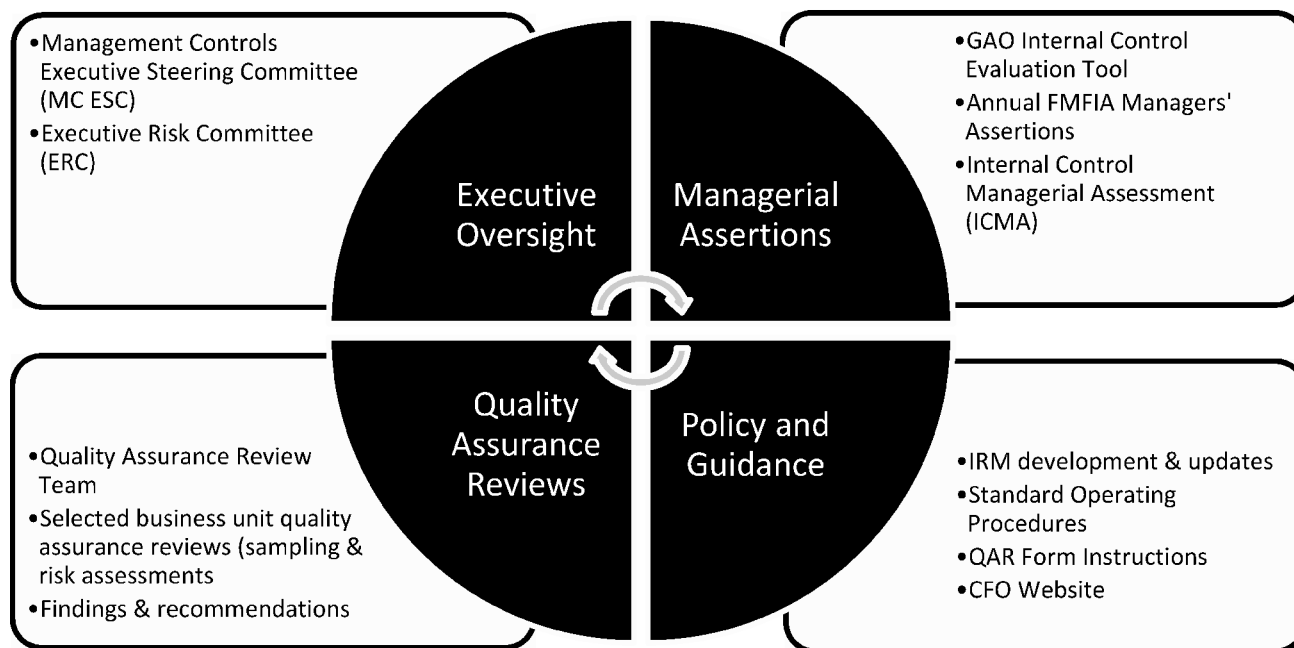 •Management Controls
Executive Steering Committee
(MC ESC)
•Executive Risk Committee
(ERC)
•GAO Internal Control
Evaluation Tool
•Annual FMFIA Managers'
Assertions
•Internal Control
Managerial Assessment
(ICMA)
Executive
Oversight
Managerial
Assertions
Quality
Assurance
Reviews
Policy and
Guidance
•Quality Assurance Review
Team
•Selected business unit quality
assurance reviews (sampling &
risk assessments
•Findings & recommendations
•IRM development & updates
•Standard Operating
Procedures
•QAR Form Instructions
•CFO Website